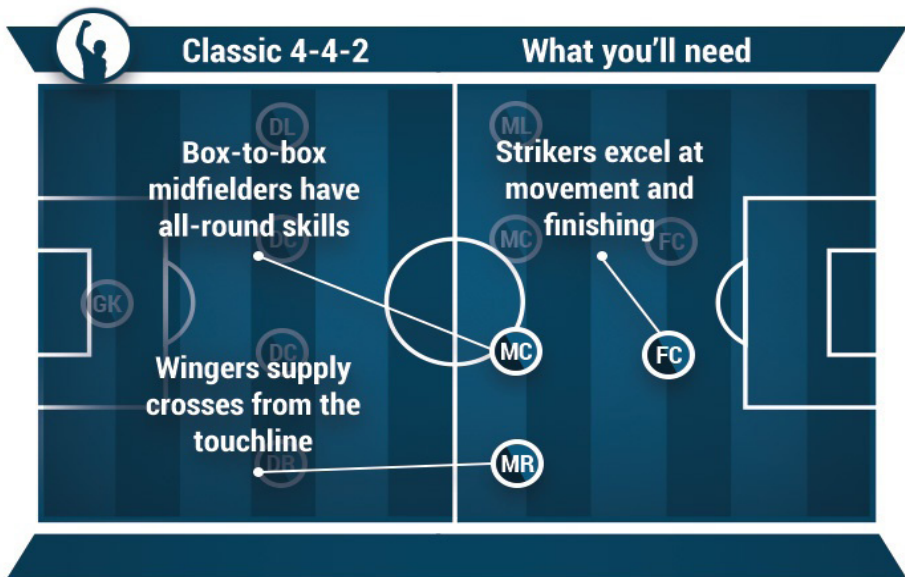 Classic 4-4-2
What you'll need
DL
ML
Box-to-box
midfielders have
all-round skills
Strikers excel at
movement and
finishing
DC
MC
FC
GK
DC
MC
FC
Wingers supply
crosses from the
touchline
DR
MR